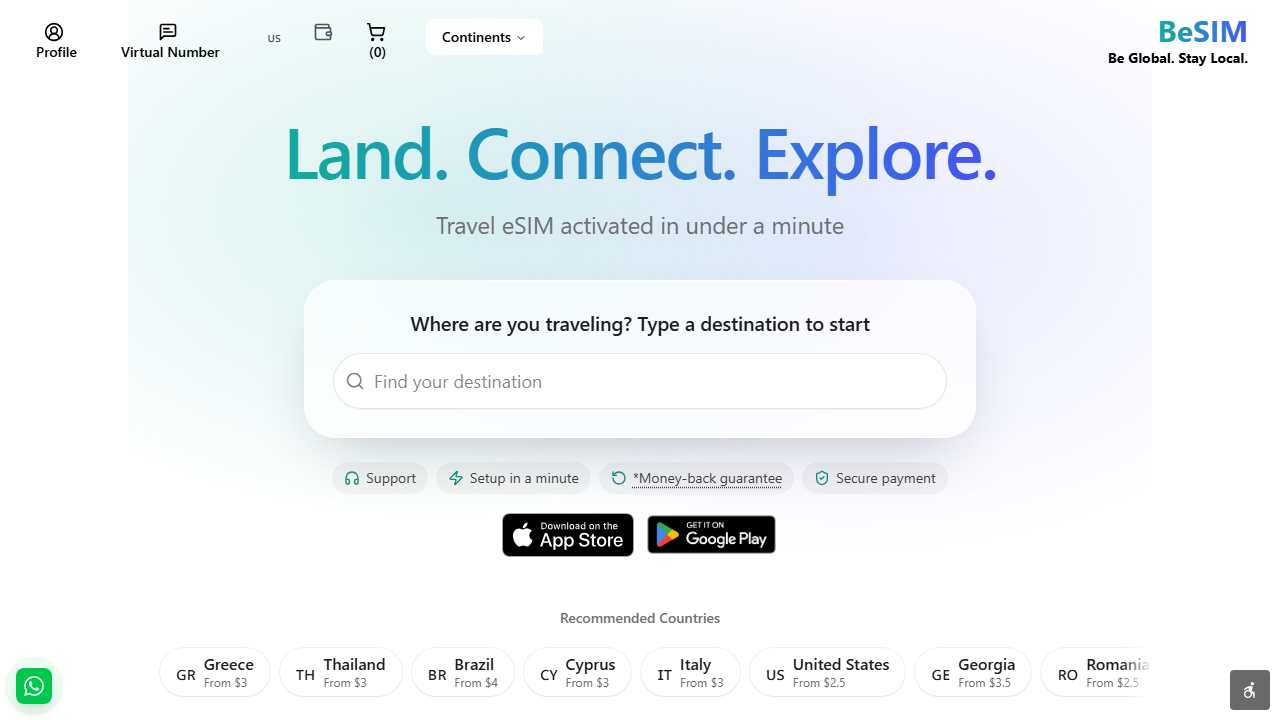 Profile
Virtual Number
us
(0)
Continents
BeSIM
Be Global. Stay Local.
Land. Connect. Explore.
Travel eSIM activated in under a minute
Where are you traveling? Type a destination to start
Find your destination
Support
Setup in a minute
*Money-back guarantee
Secure payment
Download on the
App Store
GET IT ON
Google Play
Recommended Countries
GR
Greece
From $3
TH
Thailand
From $3
BR
Brazil
From $4
CY
Cyprus
From $3
IT
Italy
From $3
US
United States
From $2.5
GE
Georgia
From $3.5
RO
Romania
From $2.5